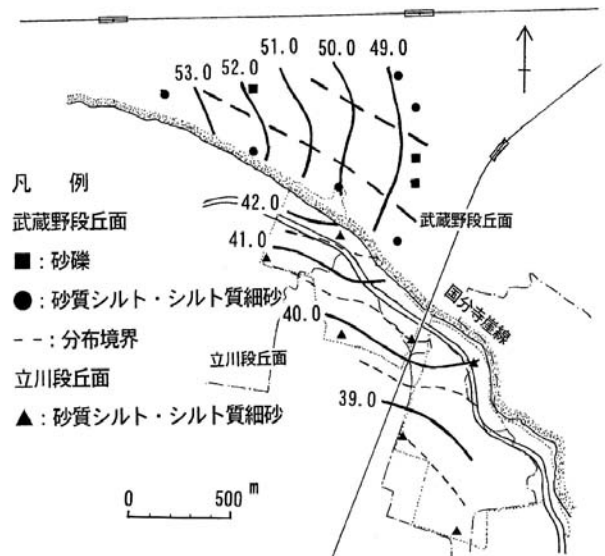 53.0
52.0
51.0
50.0
49.0
凡　例
武蔵野段丘面
■：砂礫
●：砂質シルト・シルト質細砂
- - -：分布境界
立川段丘面
▲：砂質シルト・シルト質細砂
42.0
41.0
40.0
39.0
武蔵野段丘面
国分寺崖線
立川段丘面
0 500 m